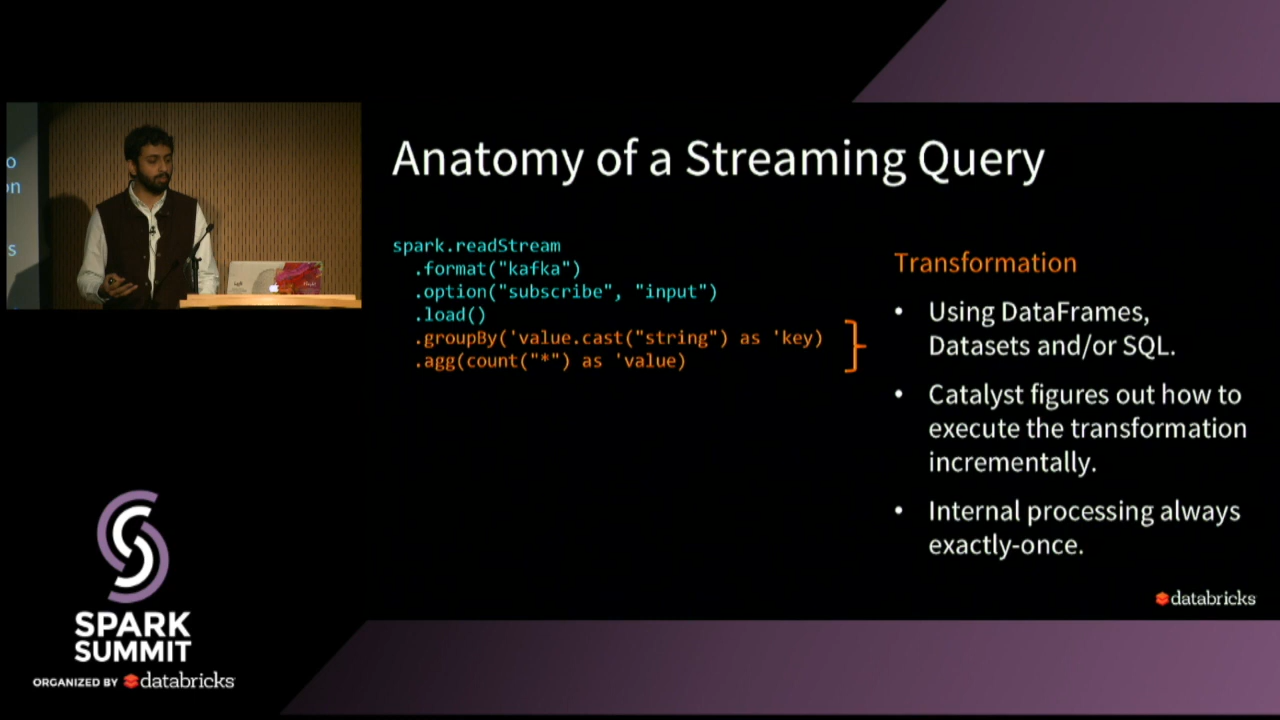 Anatomy of a Streaming Query
spark.readStream
.format("kafka")
.option("subscribe", "input")
.load()
.groupBy('value.cast("string") as 'key)
.agg(count("*") as 'value)
Transformation
• Using DataFrames,
Datasets and/or SQL.
• Catalyst figures out how to
execute the transformation
incrementally.
• Internal processing always
exactly-once.
databricks
o
on
s
SPARK
SUMMIT
ORGANIZED BY databricks